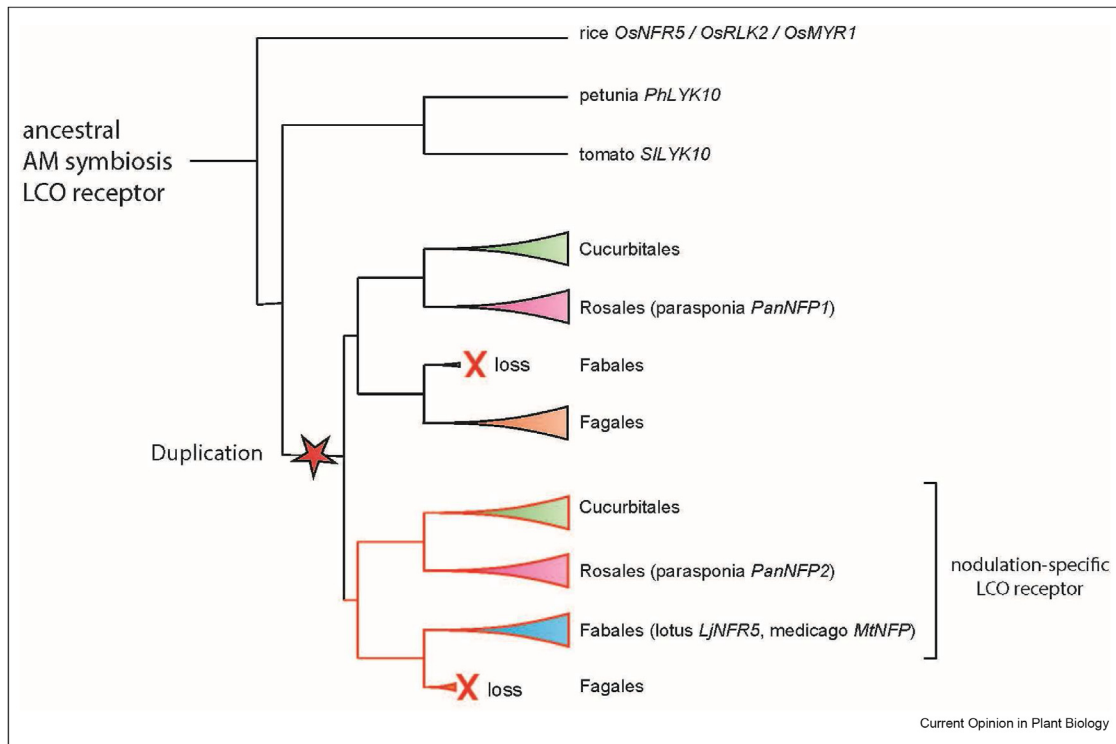 rice OsNFR5 / OsRLK2 / OsMYR1
petunia PhLYK10
ancestral
AM symbiosis
LCO receptor
tomato SlLYK10
Cucurbitales
Rosales (parasponia PanNFP1)
X loss Fabales
Fagales
Duplication
Cucurbitales
Rosales (parasponia PanNFP2)
nodulation-specific
LCO receptor
Fabales (lotus LjNFR5, medicago MtNFP)
X loss Fagales
Current Opinion in Plant Biology